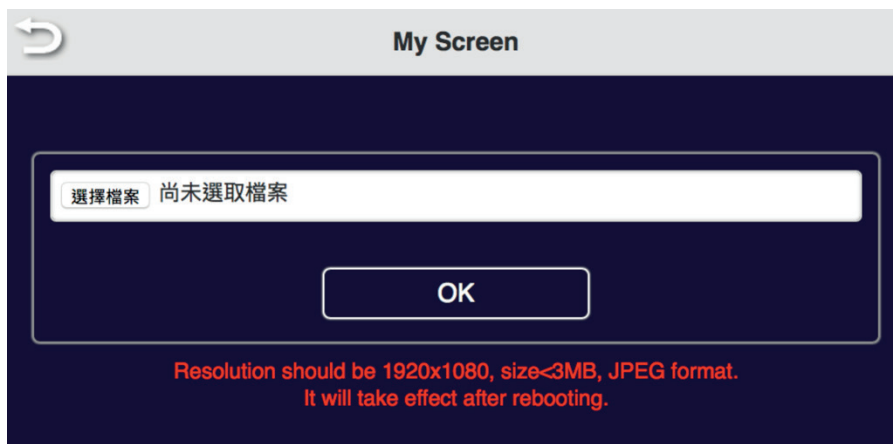 My Screen
選擇檔案 尚未選取檔案
OK
Resolution should be 1920x1080, size<3MB, JPEG format.
It will take effect after rebooting.